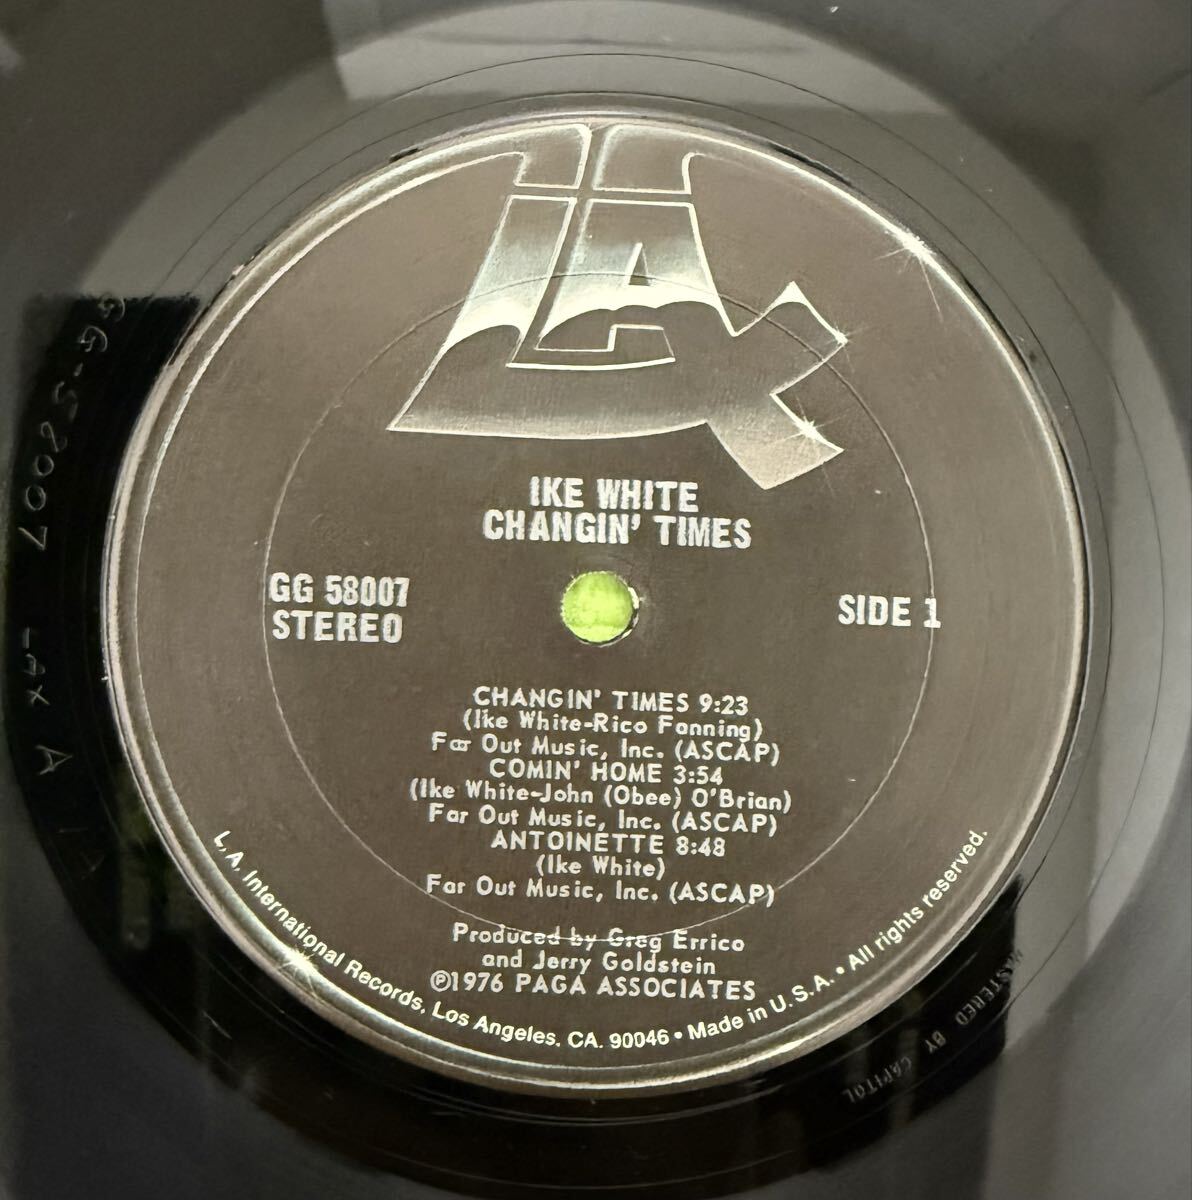 LAX
IKE WHITE
CHANGIN' TIMES
GG 58007
STEREO
SIDE 1
CHANGIN' TIMES 9:23
(Ike White-Rico Fanning)
Far Out Music, Inc. (ASCAP)
COMIN' HOME 3:54
(Ike White-John (Obee) O'Brian)
Far Out Music, Inc. (ASCAP)
ANTOINETTE 8:48
(Ike White)
Far Out Music, Inc. (ASCAP)
Produced by Greg Errico
and Jerry Goldstein
℗1976 PAGA ASSOCIATES
L.A. International Records, Los Angeles, CA. 90046 • Made in U.S.A. • All rights reserved.
GG-58007 -AX A
MASTERED BY CAPITOL